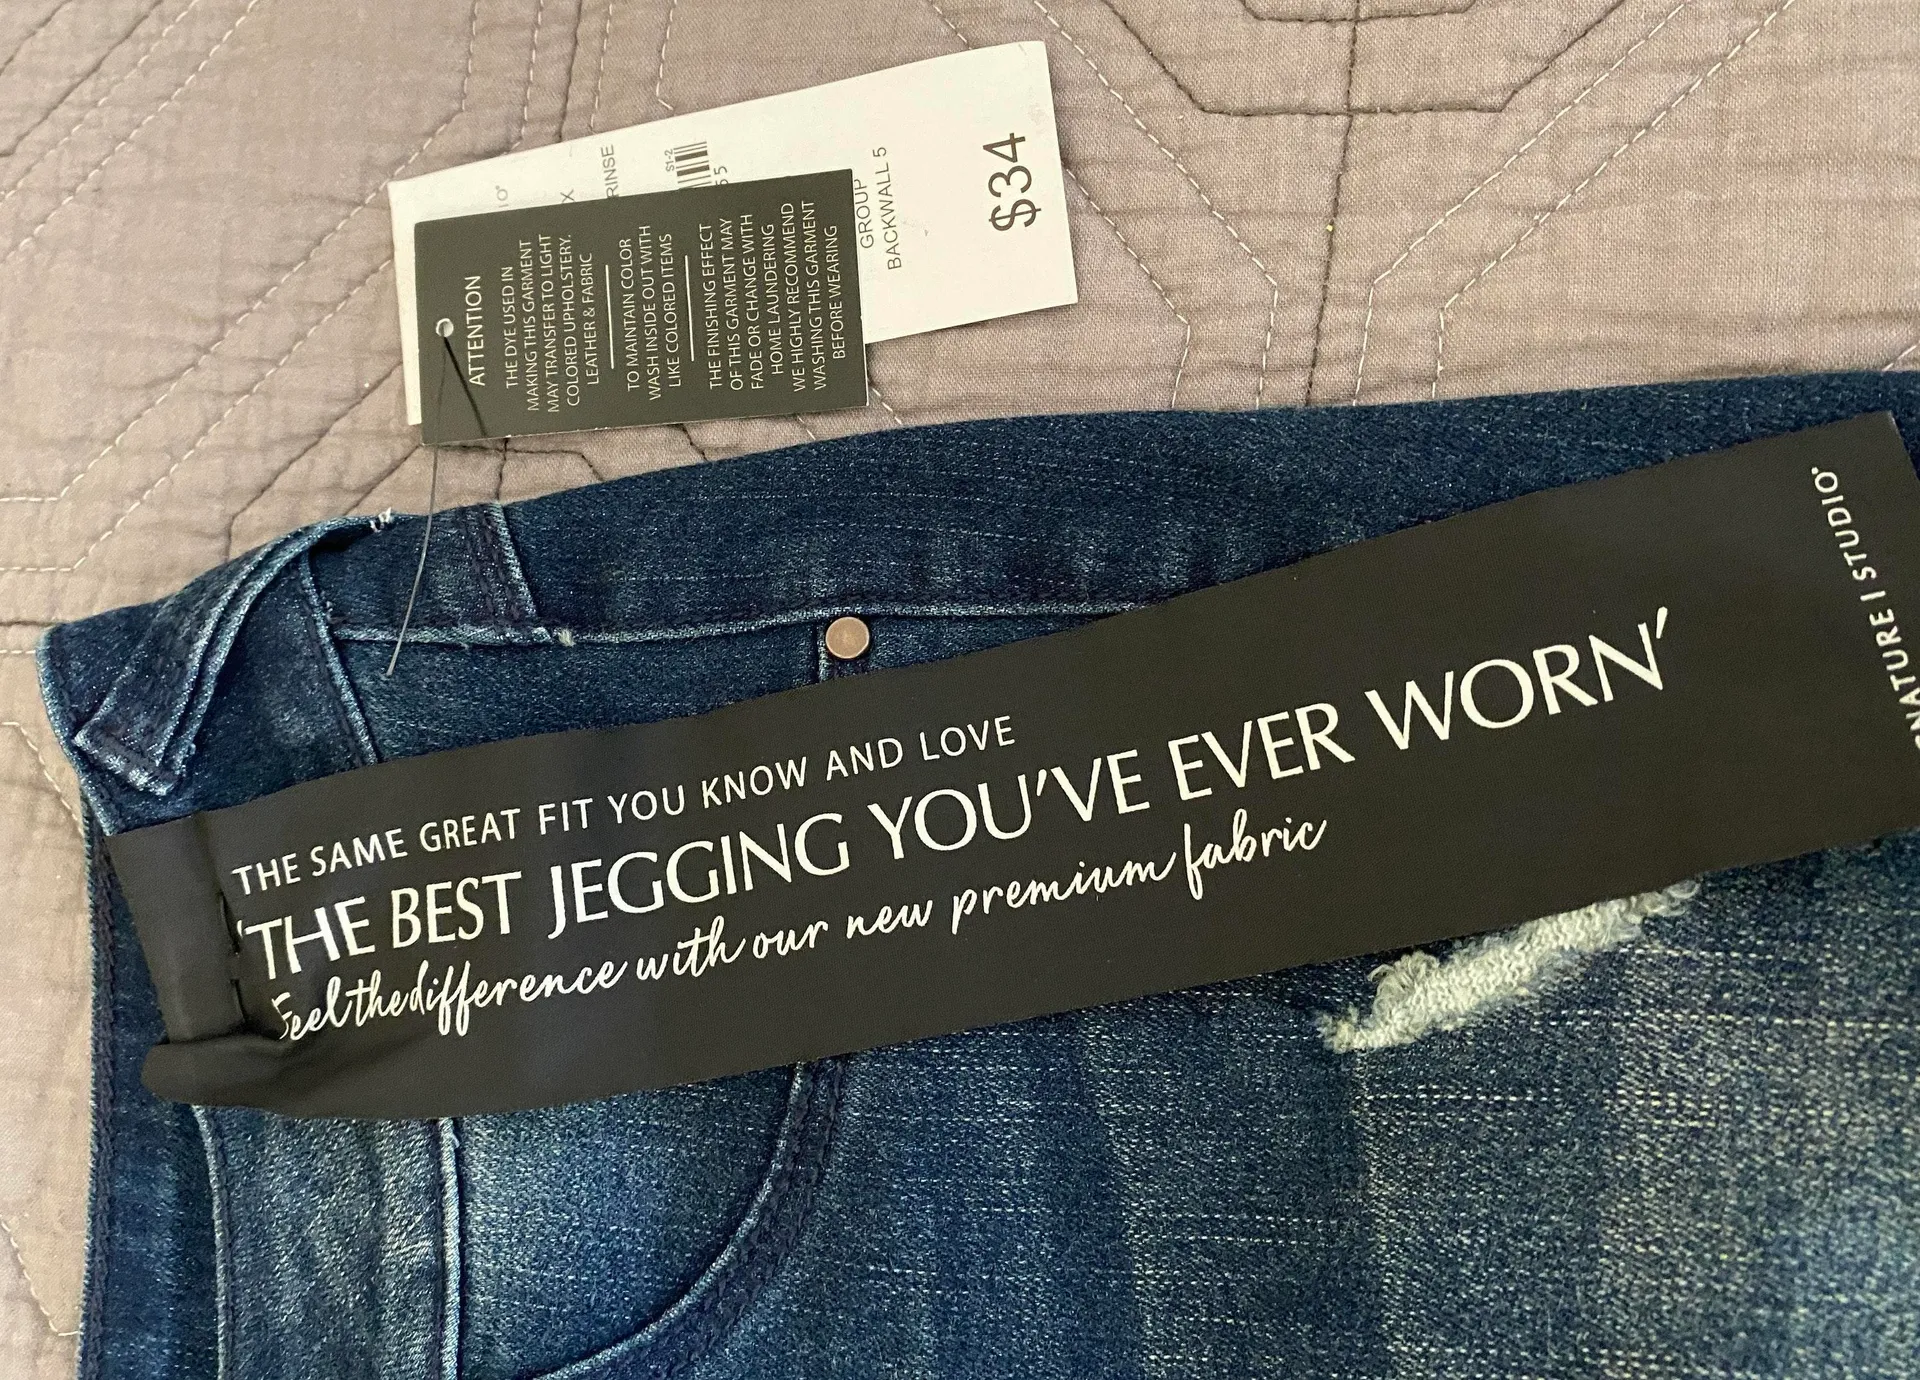 $34
GROUP
BACKWALL 5
RINSE
S1-2
55
X
ATTENTION
THE DYE USED IN
MAKING THIS GARMENT
MAY TRANSFER TO LIGHT
COLORED UPHOLSTERY,
LEATHER & FABRIC
TO MAINTAIN COLOR
WASH INSIDE OUT WITH
LIKE COLORED ITEMS
THE FINISHING EFFECT
OF THIS GARMENT MAY
FADE OR CHANGE WITH
HOME LAUNDERING
WE HIGHLY RECOMMEND
WASHING THIS GARMENT
BEFORE WEARING
THE SAME GREAT FIT YOU KNOW AND LOVE
'THE BEST JEGGING YOU'VE EVER WORN'
Feel the difference with our new premium fabric
NATURE | STUDIO